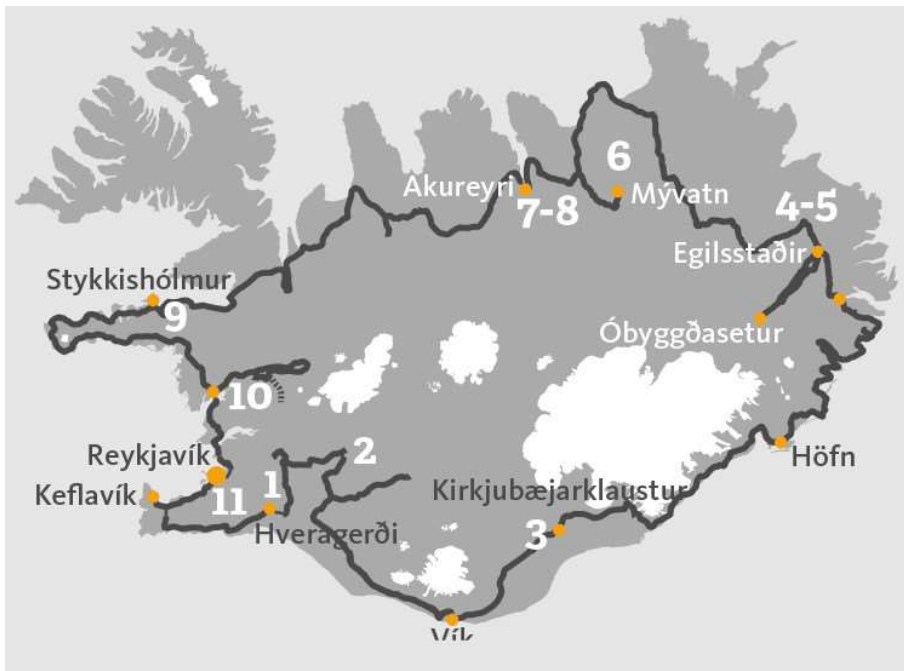 6
Akureyri
Mývatn
7-8
4-5
Egilsstaðir
Stykkishólmur
9
Óbyggðasetur
10
Reykjavík
2
Höfn
Keflavík
1
Kirkjubæjarklaustur
11
Hveragerði
3
Vík